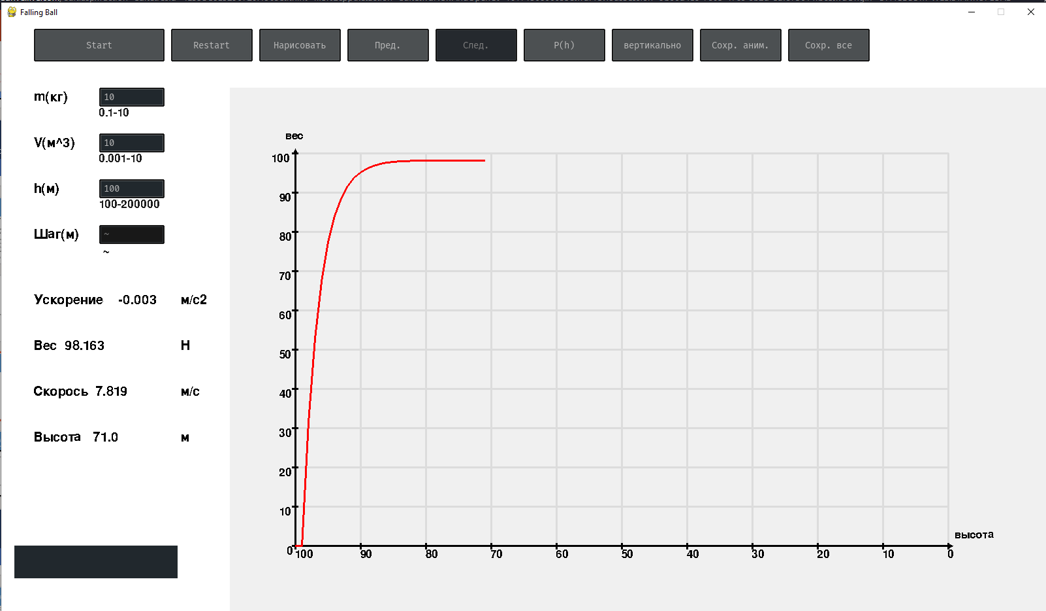 Falling Ball
Start Restart Нарисовать Пред. След. P(h) вертикально Сохр. аним. Сохр. все
m(кг) 10
0.1-10
V(м^3) 10
0.001-10
h(м) 100
100-200000
Шаг(м) ~
~
Ускорение -0.003 м/с2
Вес 98.163 Н
Скорось 7.819 м/с
Высота 71.0 м
вес
100
90
80
70
60
50
40
30
20
10
0
100 90 80 70 60 50 40 30 20 10 0
высота